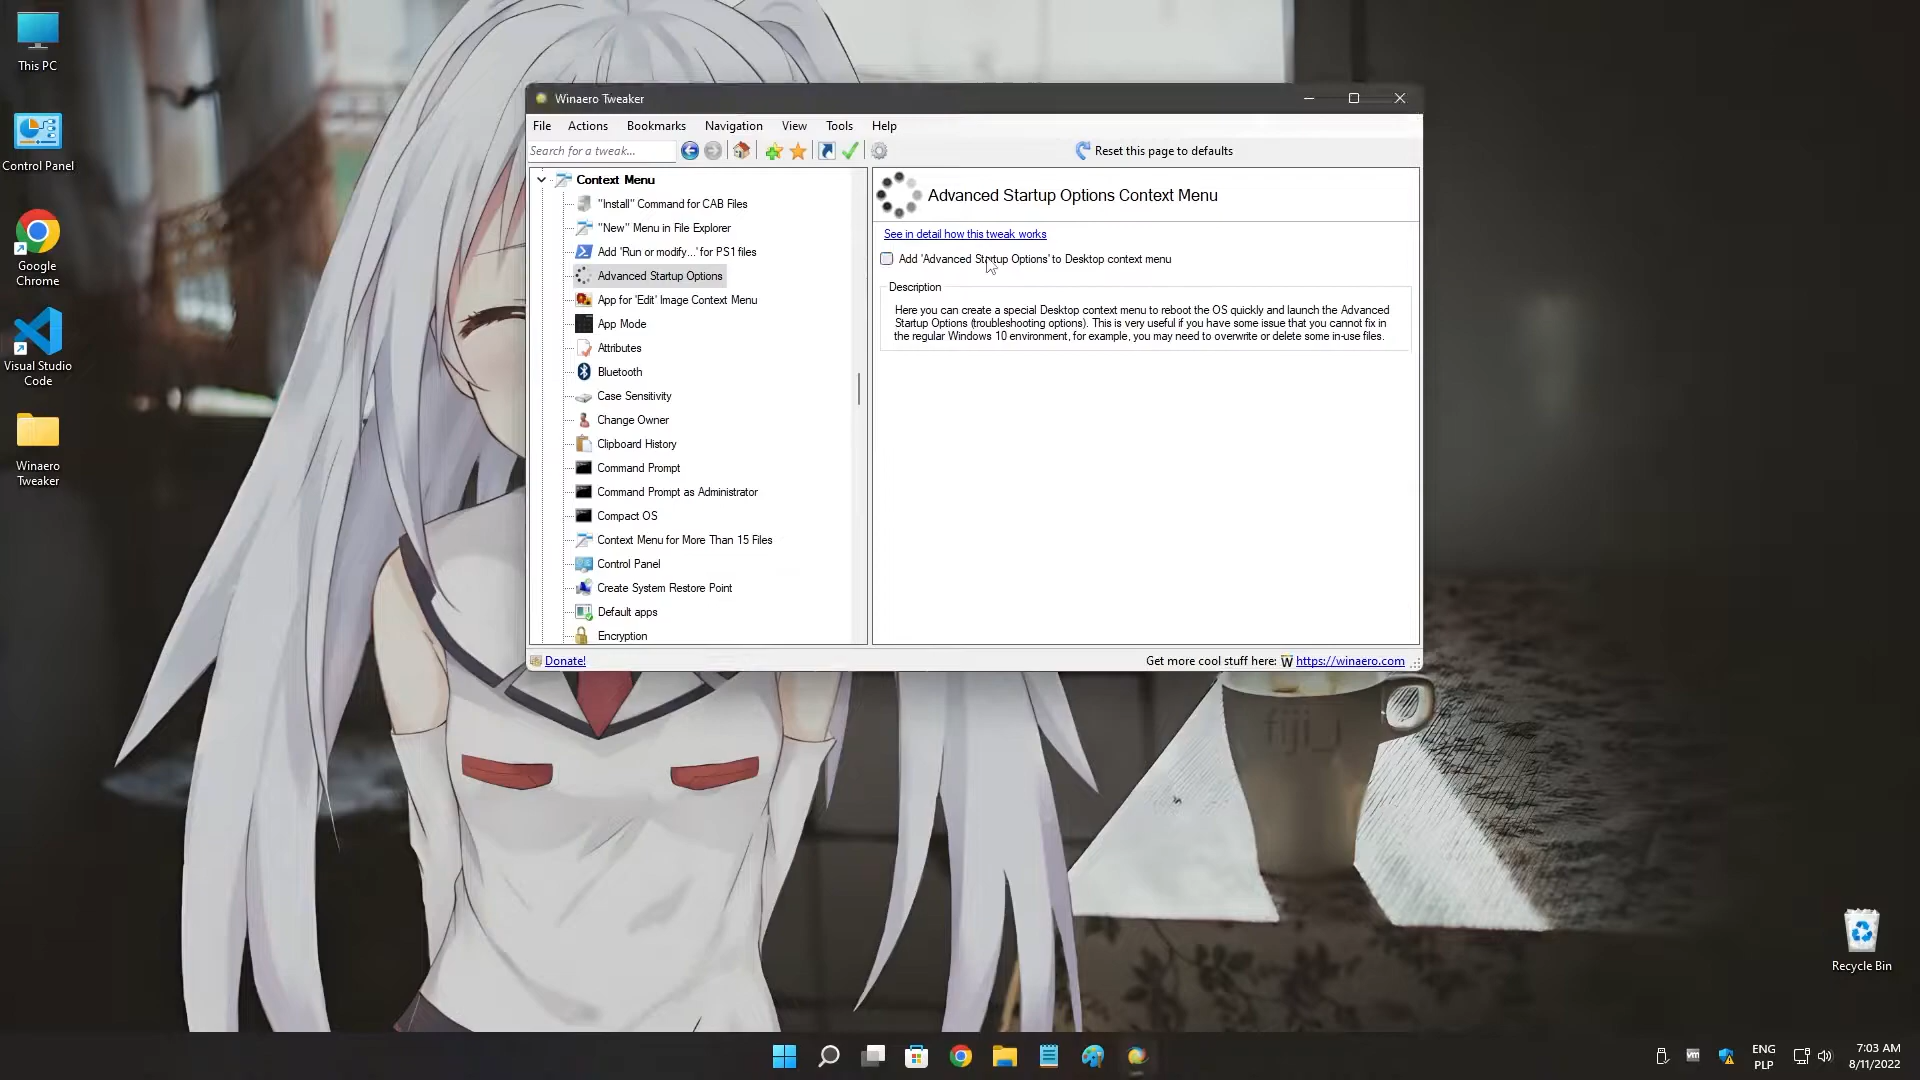 This PC
Control Panel
Google
Chrome
Visual Studio
Code
Winaero
Tweaker
Winaero Tweaker
File Actions Bookmarks Navigation View Tools Help
Search for a tweak...
Reset this page to defaults
Context Menu
"Install" Command for CAB Files
"New" Menu in File Explorer
Add 'Run or modify...' for PS1 files
Advanced Startup Options
App for 'Edit' Image Context Menu
App Mode
Attributes
Bluetooth
Case Sensitivity
Change Owner
Clipboard History
Command Prompt
Command Prompt as Administrator
Compact OS
Context Menu for More Than 15 Files
Control Panel
Create System Restore Point
Default apps
Encryption
Advanced Startup Options Context Menu
See in detail how this tweak works
Add 'Advanced Startup Options' to Desktop context menu
Description
Here you can create a special Desktop context menu to reboot the OS quickly and launch the Advanced
Startup Options (troubleshooting options). This is very useful if you have some issue that you cannot fix in
the regular Windows 10 environment, for example, you may need to overwrite or delete some in-use files.
Donate!
Get more cool stuff here: W https://winaero.com
Recycle Bin
vm
ENG
PLP
7:03 AM
8/11/2022